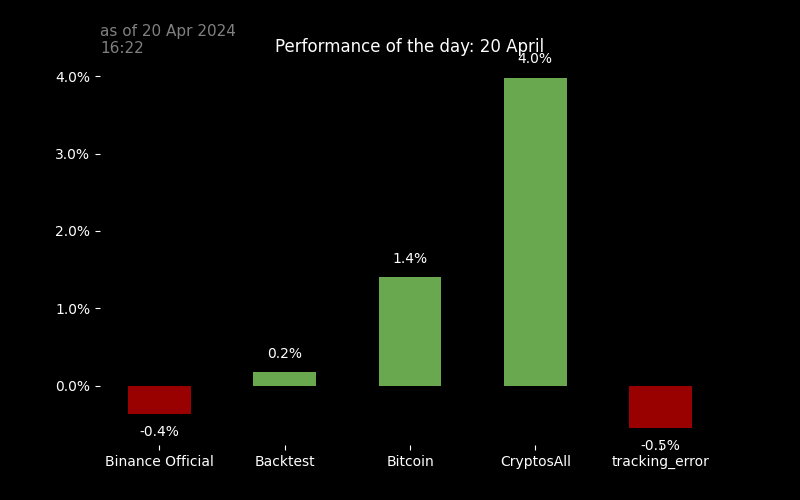 as of 20 Apr 2024
16:22
Performance of the day: 20 April
4.0%
4.0%
3.0%
2.0%
1.4%
1.0%
0.2%
0.0%
-0.4%
-0.5%
Binance Official
Backtest
Bitcoin
CryptosAll
tracking_error